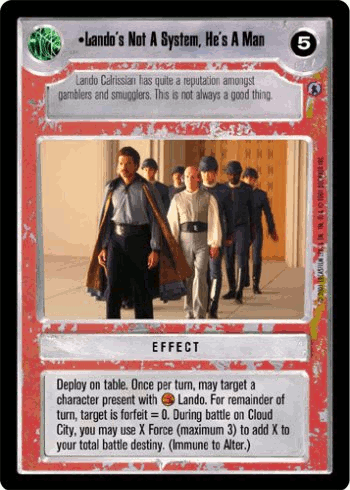 •Lando's Not A System, He's A Man
5
Lando Calrissian has quite a reputation amongst
gamblers and smugglers. This is not always a good thing.
EFFECT
Deploy on table. Once per turn, may target a
character present with Lando. For remainder of
turn, target is forfeit = 0. During battle on Cloud
City, you may use X Force (maximum 3) to add X to
your total battle destiny. (Immune to Alter.)